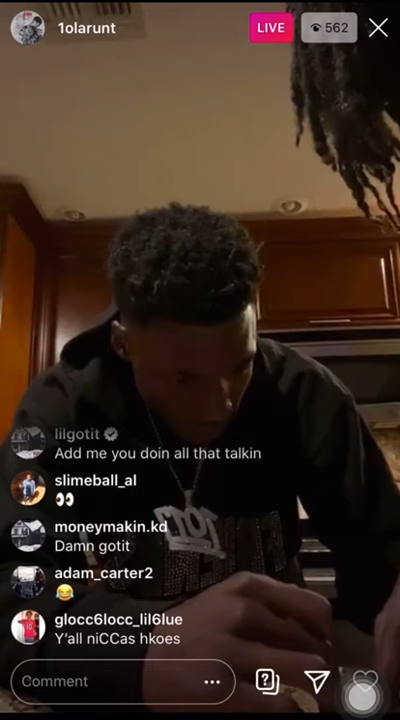 1olarunt
LIVE
562
lilgotit
Add me you doin all that talkin
slimeball_al
👀
moneymakin.kd
Damn gotit
adam_carter2
😂
glocc6locc_lil6lue
Y'all niCCas hkoes
Comment